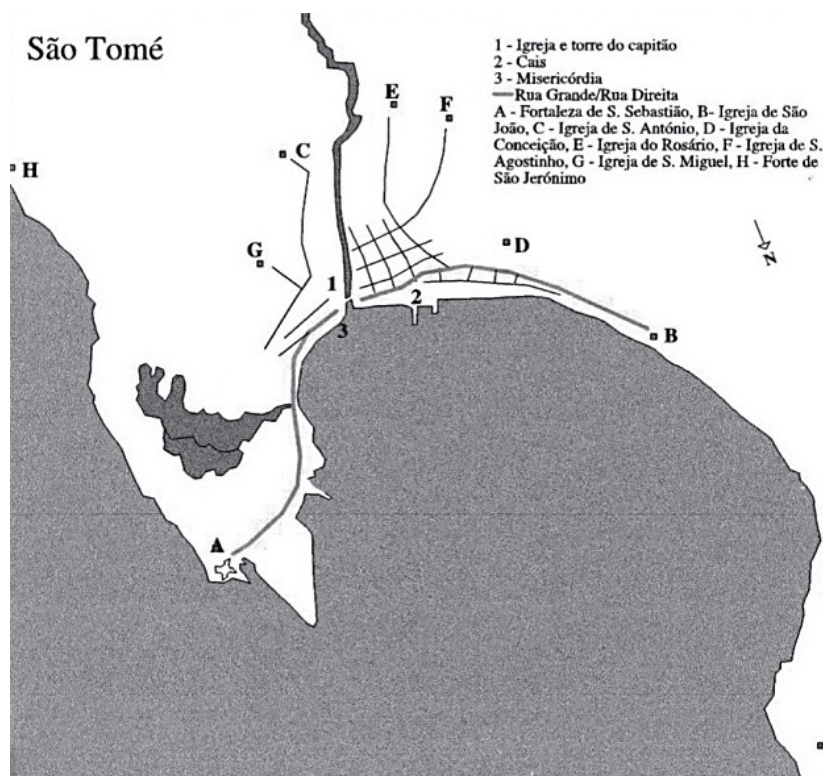 São Tomé
1 - Igreja e torre do capitão
2 - Cais
3 - Misericórdia
Rua Grande/Rua Direita
A - Fortaleza de S. Sebastião, B- Igreja de São
João, C - Igreja de S. António, D - Igreja da
Conceição, E - Igreja do Rosário, F - Igreja de S.
Agostinho, G - Igreja de S. Miguel, H - Forte de
São Jerónimo
E
F
C
H
D
N
G
1
2
3
B
A